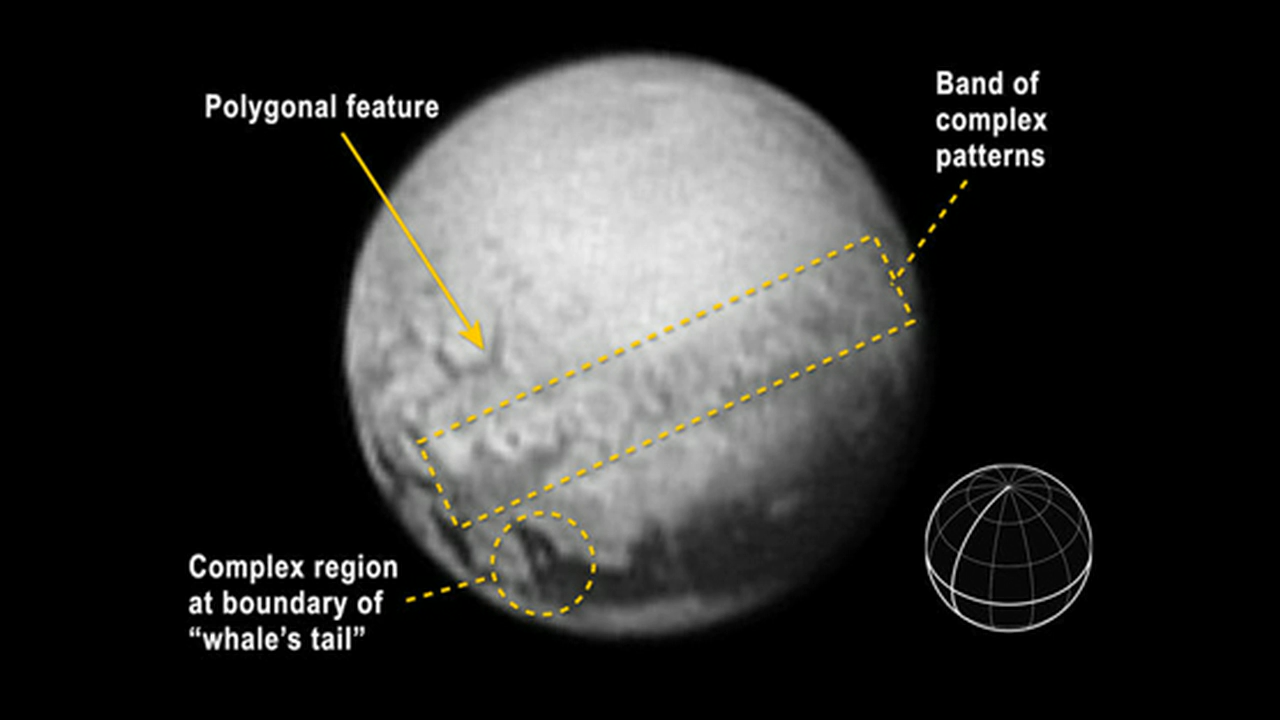 Polygonal feature
Band of
complex
patterns
Complex region
at boundary of
“whale’s tail”